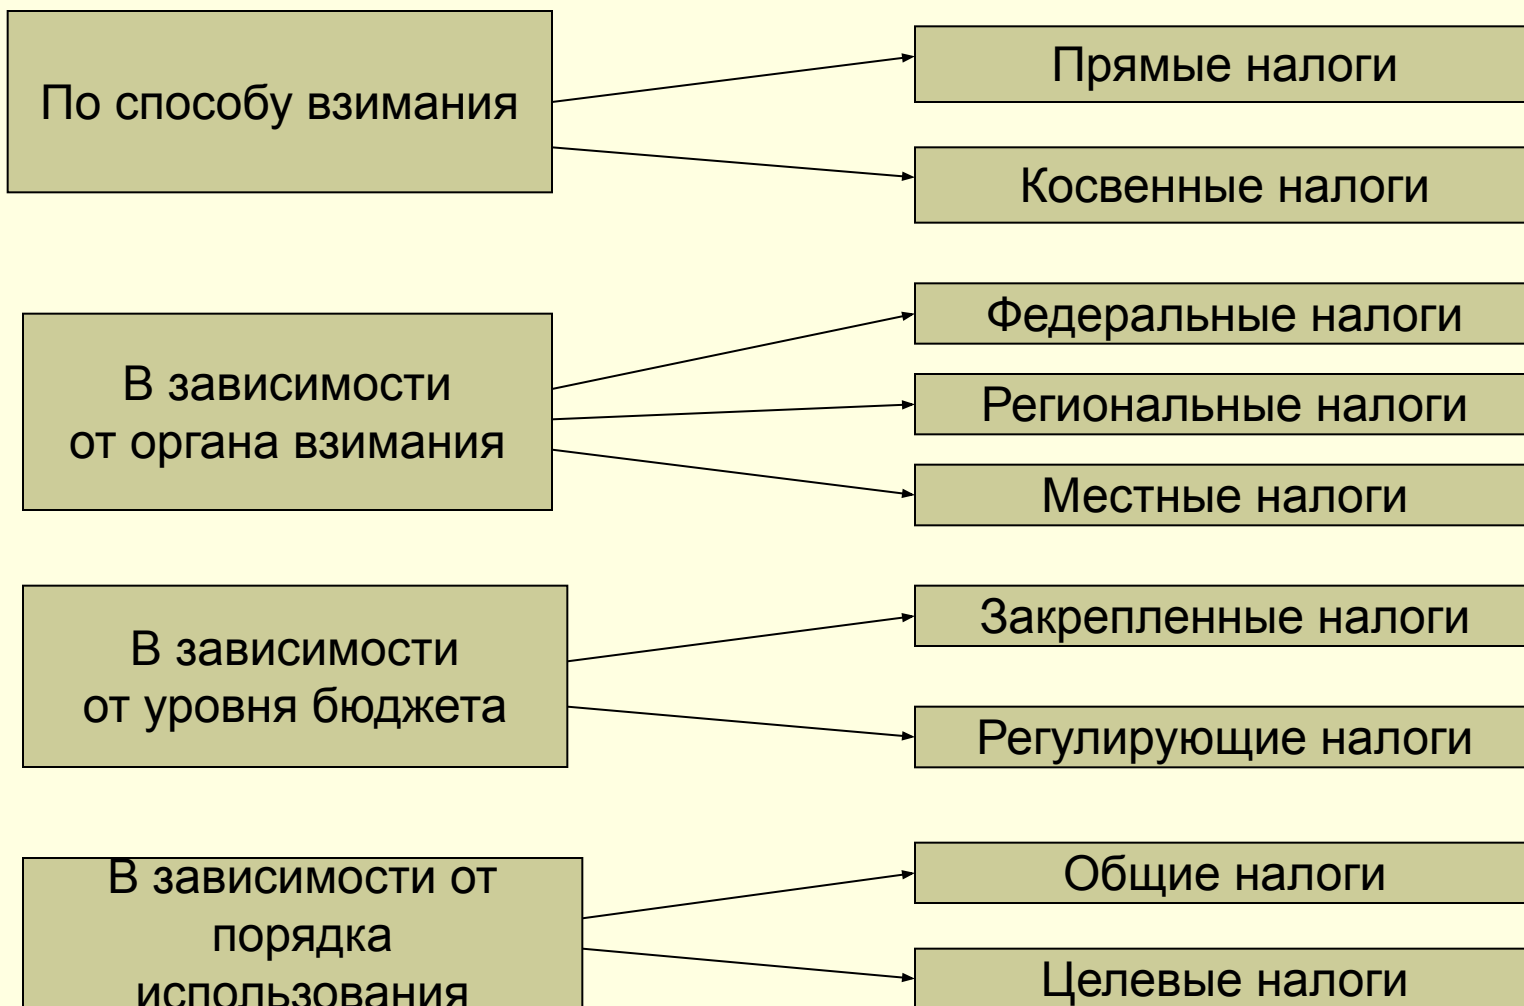 По способу взимания
Прямые налоги
Косвенные налоги
В зависимости
от органа взимания
Федеральные налоги
Региональные налоги
Местные налоги
В зависимости
от уровня бюджета
Закрепленные налоги
Регулирующие налоги
В зависимости от
порядка
использования
Общие налоги
Целевые налоги